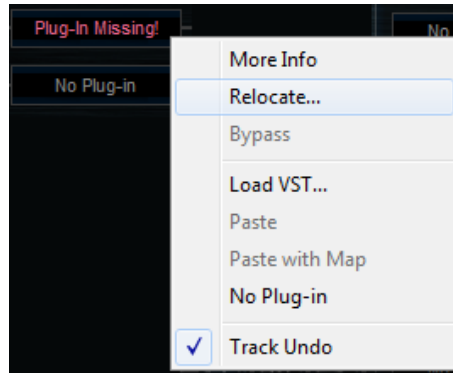 Plug-In Missing!
No
No Plug-in
More Info
Relocate...
Bypass
Load VST...
Paste
Paste with Map
No Plug-in
Track Undo